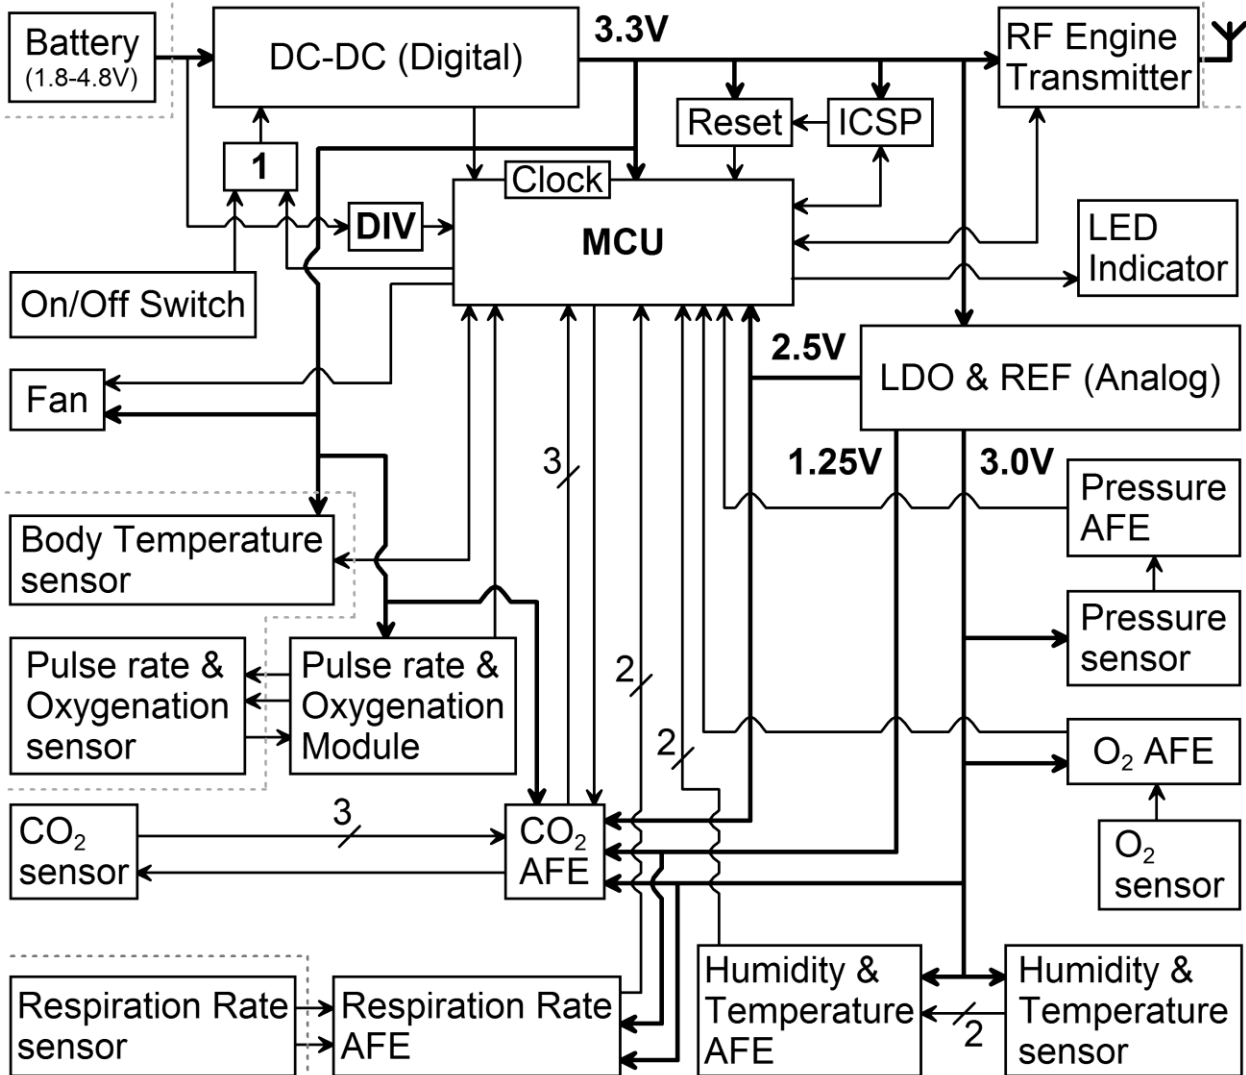 Battery
(1.8-4.8V)
DC-DC (Digital)
3.3V
RF Engine
Transmitter
Reset
ICSP
1
Clock
MCU
DIV
LED
Indicator
On/Off Switch
2.5V
LDO & REF (Analog)
Fan
1.25V
3.0V
3
Pressure
AFE
Body Temperature
sensor
Pressure
sensor
Pulse rate &
Oxygenation
sensor
Pulse rate &
Oxygenation
Module
2
2
O₂ AFE
CO₂
sensor
3
CO₂
AFE
O₂
sensor
Respiration Rate
sensor
Respiration Rate
AFE
Humidity &
Temperature
AFE
2
Humidity &
Temperature
sensor